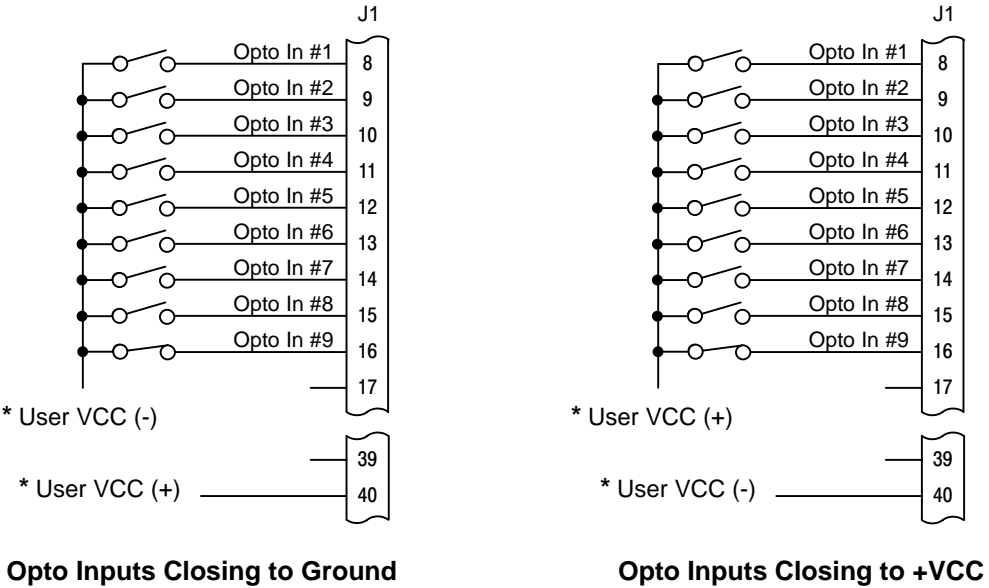 J1
Opto In #1 8
Opto In #2 9
Opto In #3 10
Opto In #4 11
Opto In #5 12
Opto In #6 13
Opto In #7 14
Opto In #8 15
Opto In #9 16
17
* User VCC (-)
39
* User VCC (+) 40
Opto Inputs Closing to Ground
J1
Opto In #1 8
Opto In #2 9
Opto In #3 10
Opto In #4 11
Opto In #5 12
Opto In #6 13
Opto In #7 14
Opto In #8 15
Opto In #9 16
17
* User VCC (+)
39
* User VCC (-) 40
Opto Inputs Closing to +VCC